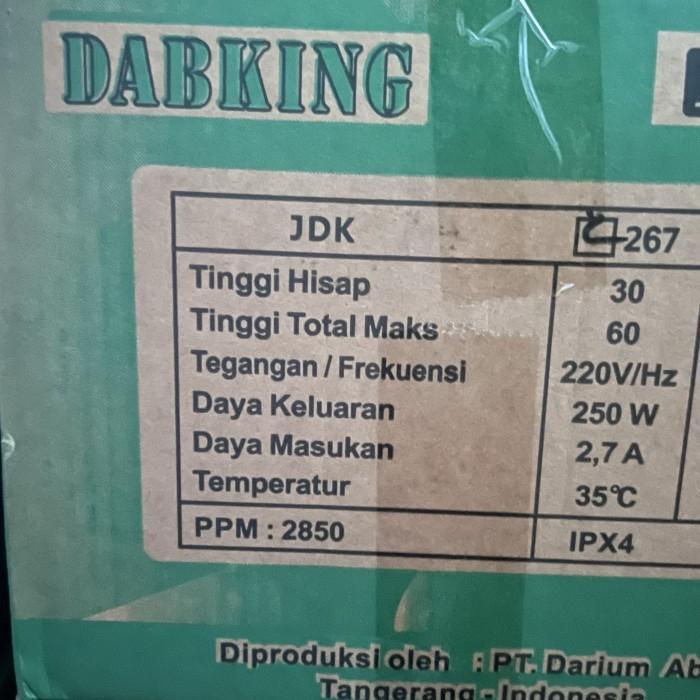 DABKING
JDK 267
Tinggi Hisap 30
Tinggi Total Maks 60
Tegangan / Frekuensi 220V/Hz
Daya Keluaran 250 W
Daya Masukan 2,7 A
Temperatur 35°C
PPM : 2850 IPX4
Diproduksi oleh : PT. Darium Ab
Tangerang - Indonesia